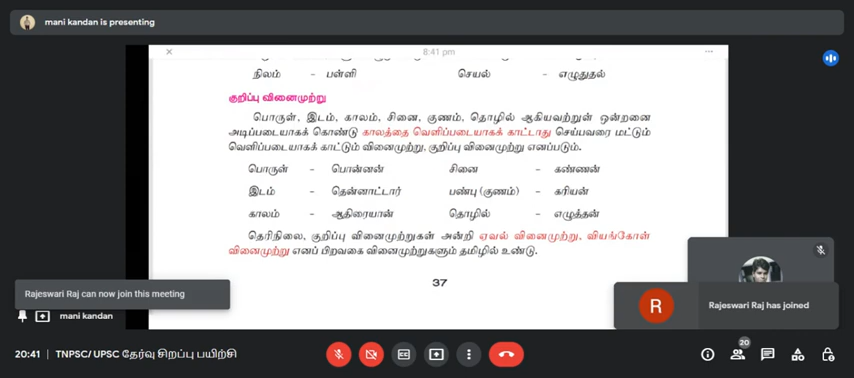 mani kandan is presenting
8:41 pm
நிலம் - பள்ளி செயல் - எழுதுதல்
குறிப்பு வினைமுற்று
பொருள், இடம், காலம், சினை, குணம், தொழில் ஆகியவற்றுள் ஒன்றனை
அடிப்படையாகக் கொண்டு காலத்தை வெளிப்படையாகக் காட்டாது செய்பவரை மட்டும்
வெளிப்படையாகக் காட்டும் வினைமுற்று, குறிப்பு வினைமுற்று எனப்படும்.
பொருள் - பொன்னன் சினை - கண்ணன்
இடம் - தென்னாட்டார் பண்பு (குணம்) - கரியன்
காலம் - ஆதிரையான் தொழில் - எழுத்தன்
தெரிநிலை, குறிப்பு வினைமுற்றுகள் அன்றி ஏவல் வினைமுற்று, வியங்கோள்
வினைமுற்று எனப் பிறவகை வினைமுற்றுகளும் தமிழில் உண்டு.
37
Rajeswari Raj can now join this meeting
R Rajeswari Raj has joined
mani kandan
20:41 | TNPSC/ UPSC தேர்வு சிறப்பு பயிற்சி
20